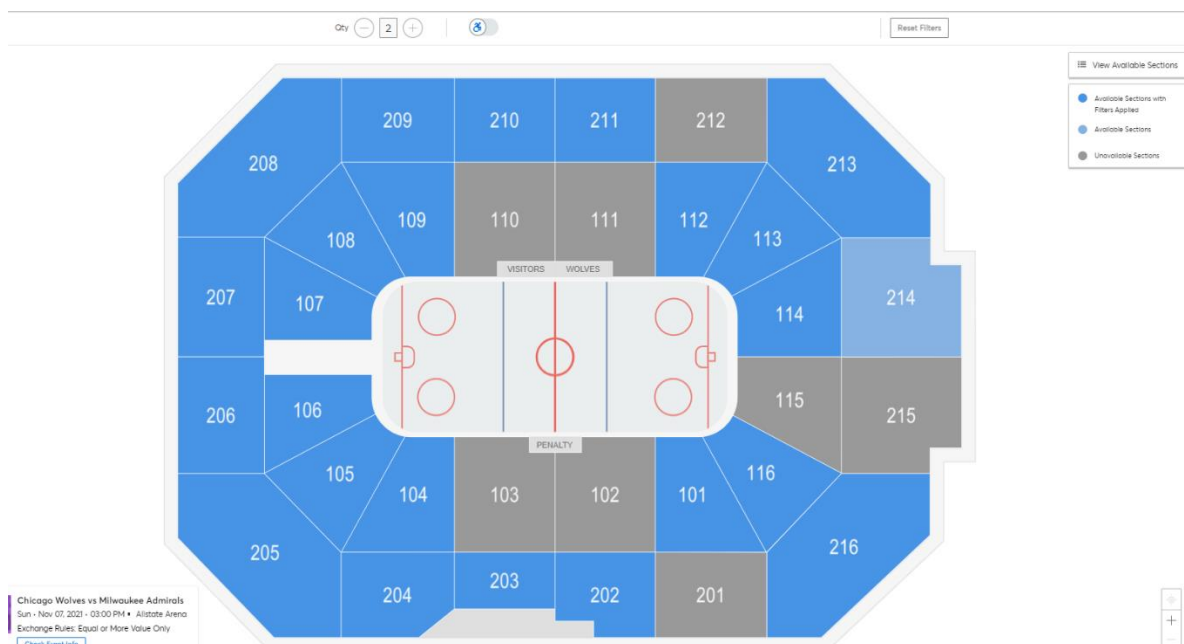 Qty 2
Reset Filters
View Available Sections
Available Sections with
Filters Applied
Available Sections
Unavailable Sections
209 210 211 212
208 213
109 110 111 112
108 113
VISITORS WOLVES
207 107 114 214
206 106 115 215
PENALTY
105 116
104 103 102 101
205 216
204 203 202 201
Chicago Wolves vs Milwaukee Admirals
Sun • Nov 07, 2021 • 03:00 PM • Allstate Arena
Exchange Rules: Equal or More Value Only
Check Event Info